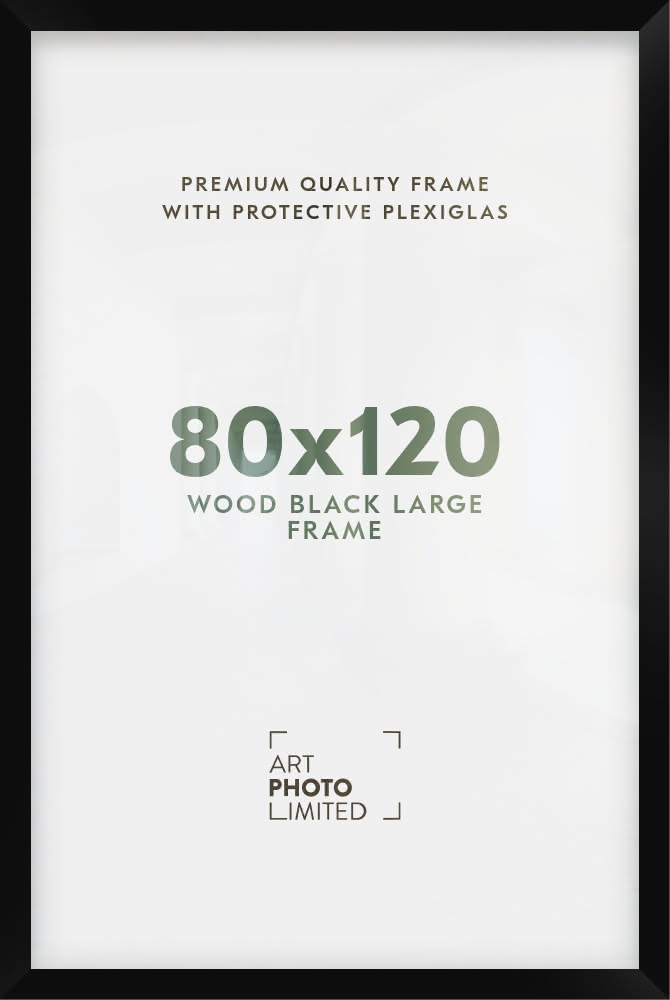 PREMIUM QUALITY FRAME
WITH PROTECTIVE PLEXIGLAS
80x120
WOOD BLACK LARGE
FRAME
ART
PHOTO
LIMITED